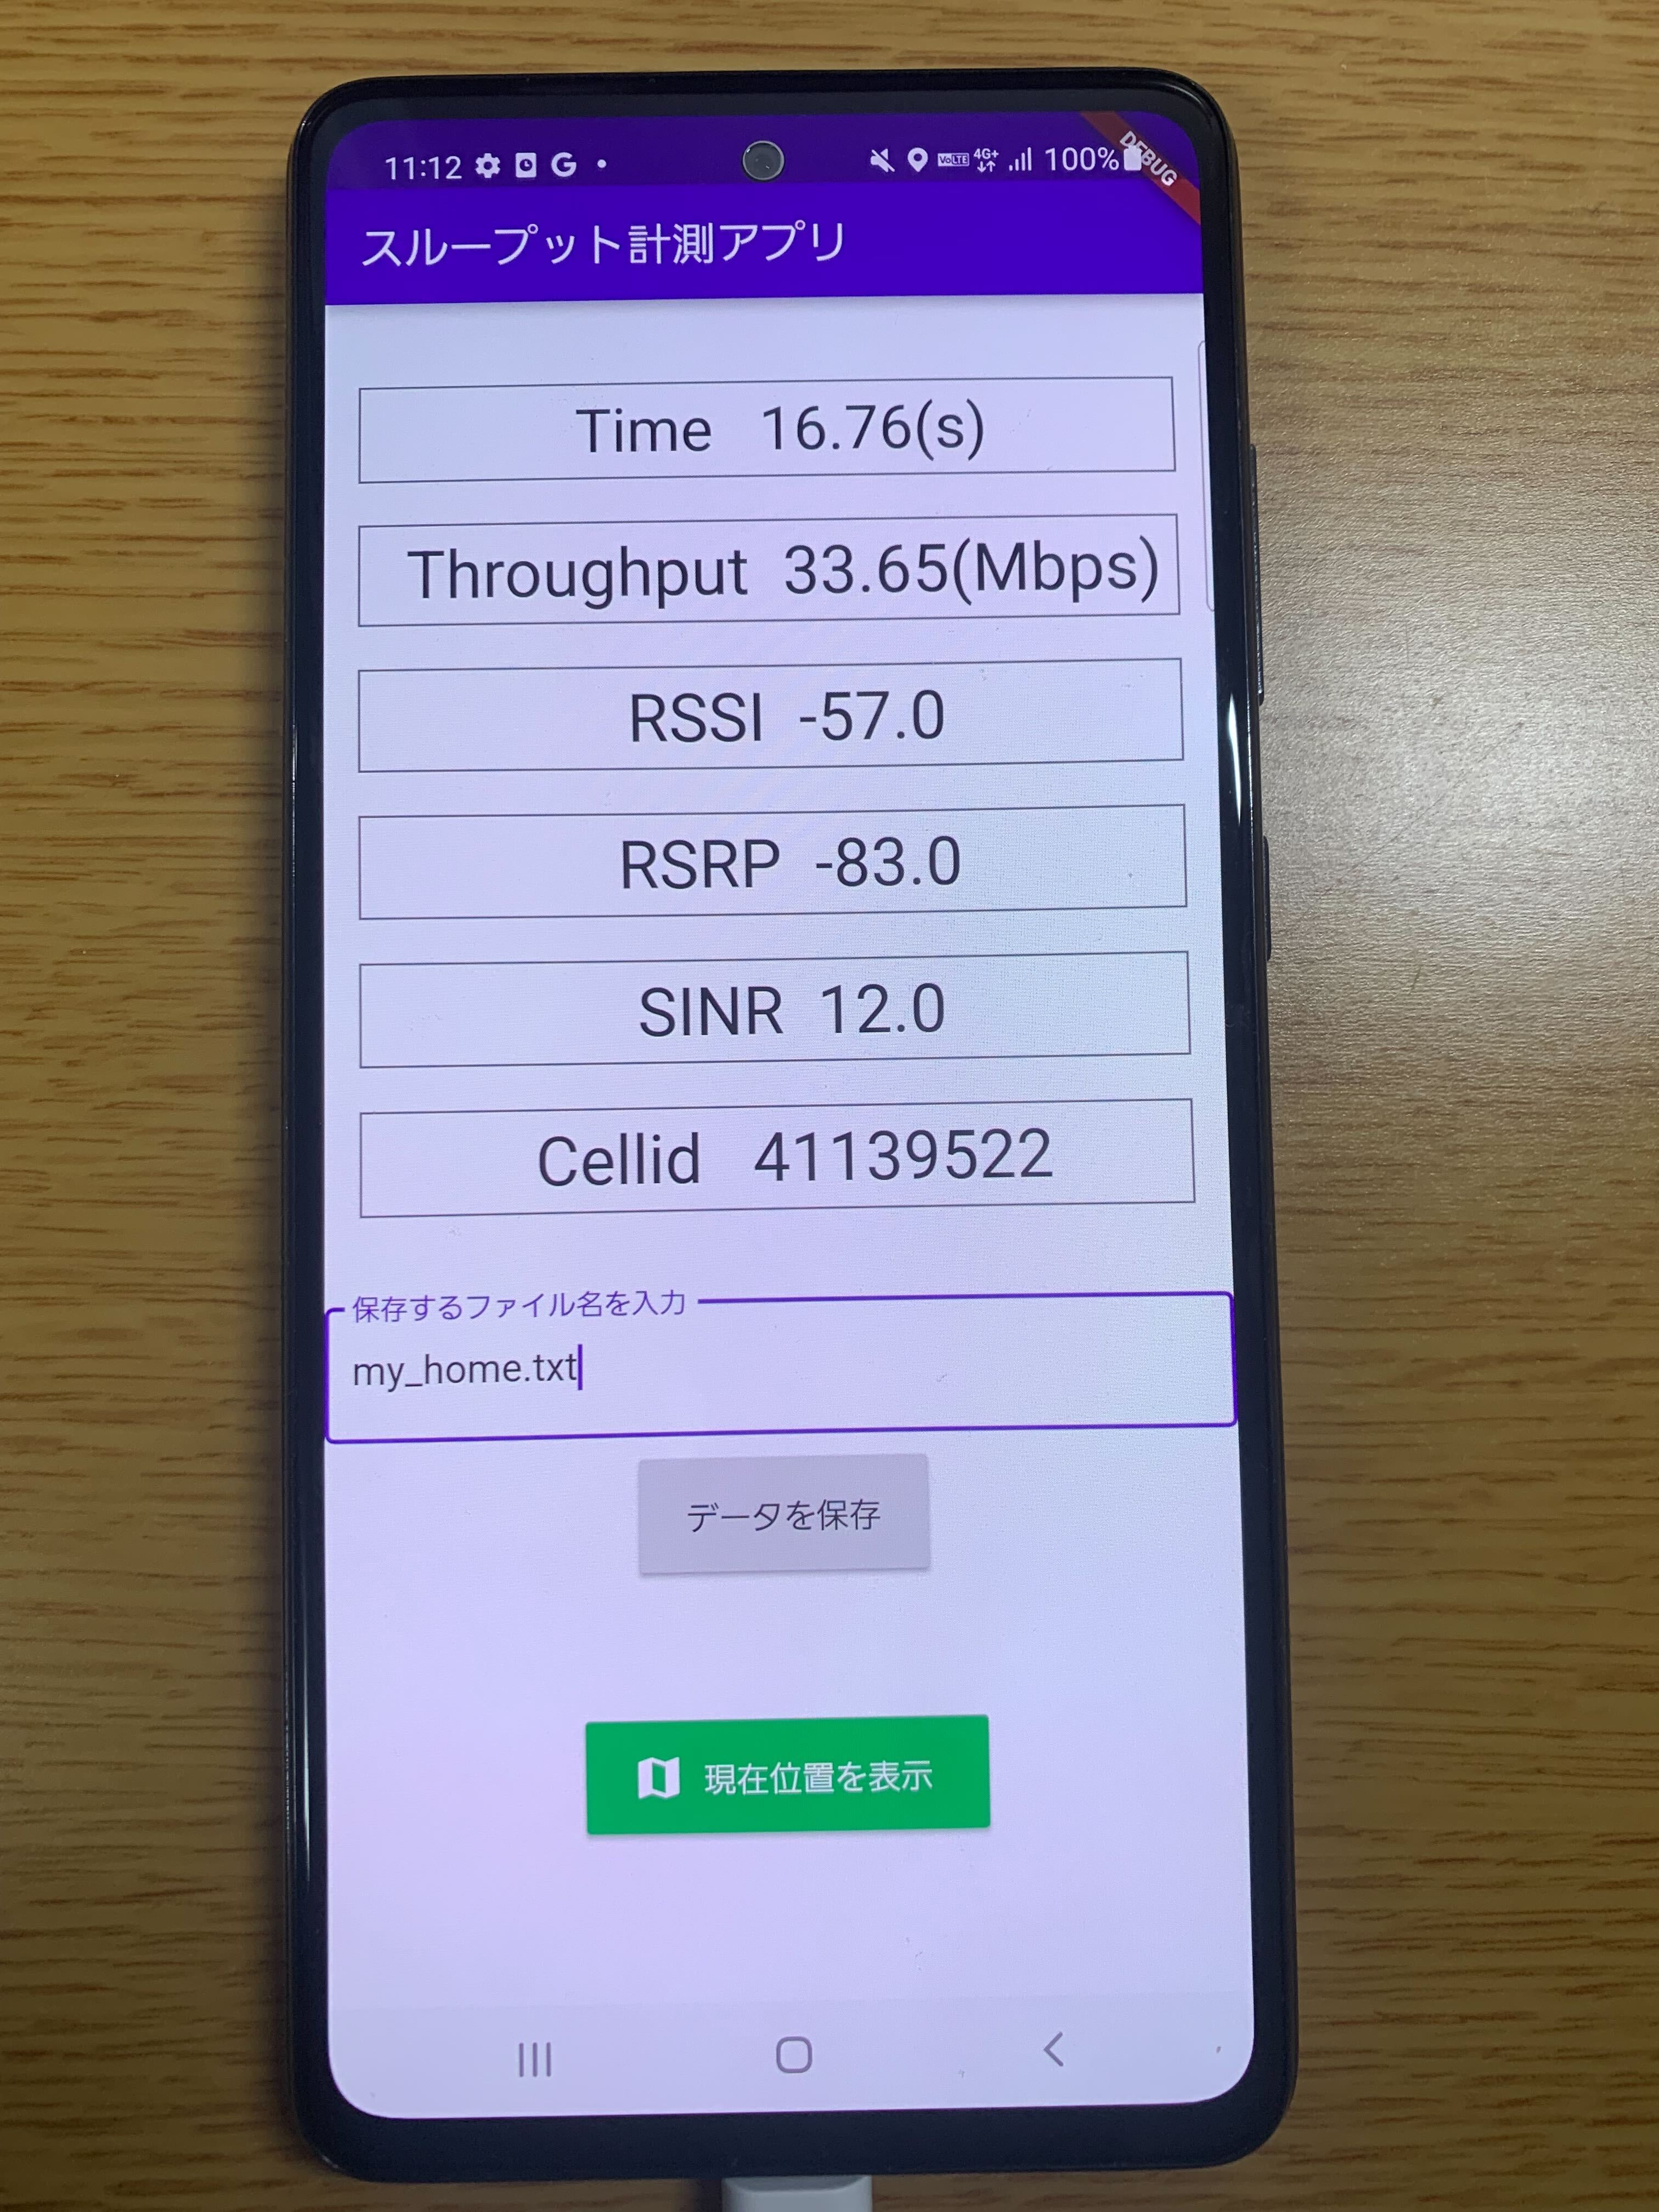 11:12 G VoLTE 4G+ 100% DEBUG
スループット計測アプリ
Time 16.76(s)
Throughput 33.65(Mbps)
RSSI -57.0
RSRP -83.0
SINR 12.0
Cellid 41139522
保存するファイル名を入力
my_home.txt
データを保存
現在位置を表示